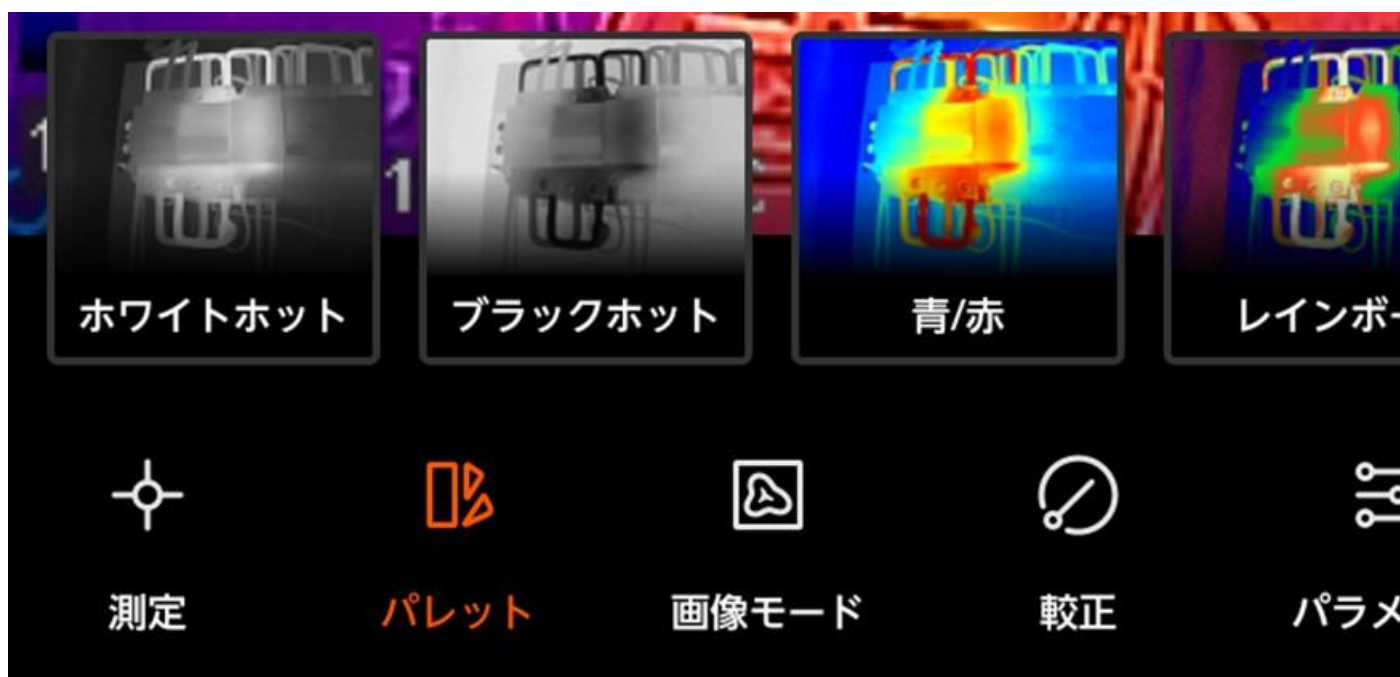 ホワイトホット
ブラックホット
青/赤
測定
パレット
画像モード
較正